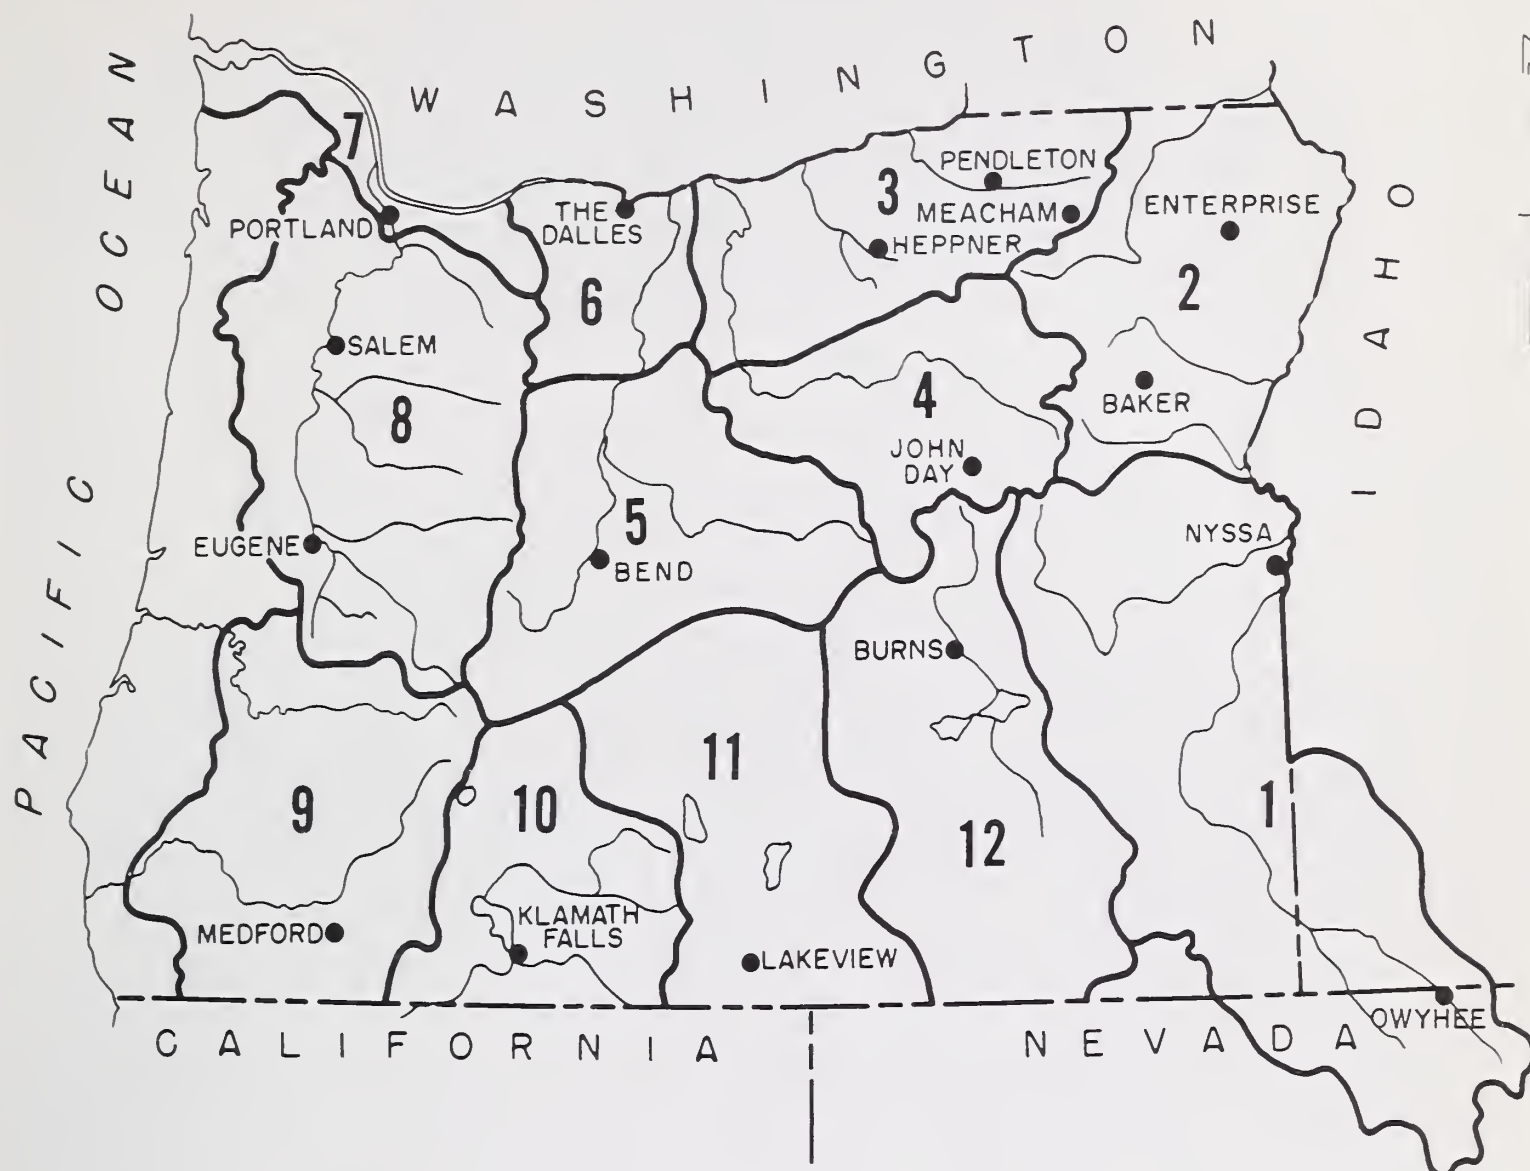 WASHINGTON
PACIFIC OCEAN
IDAHO
7
PORTLAND
THE
DALLES
6
3
PENDLETON
MEACHAM
HEPPNER
ENTERPRISE
2
BAKER
SALEM
8
4
JOHN
DAY
EUGENE
5
BEND
NYSSA
BURNS
9
10
11
12
1
MEDFORD
KLAMATH
FALLS
LAKEVIEW
OWYHEE
CALIFORNIA
NEVADA